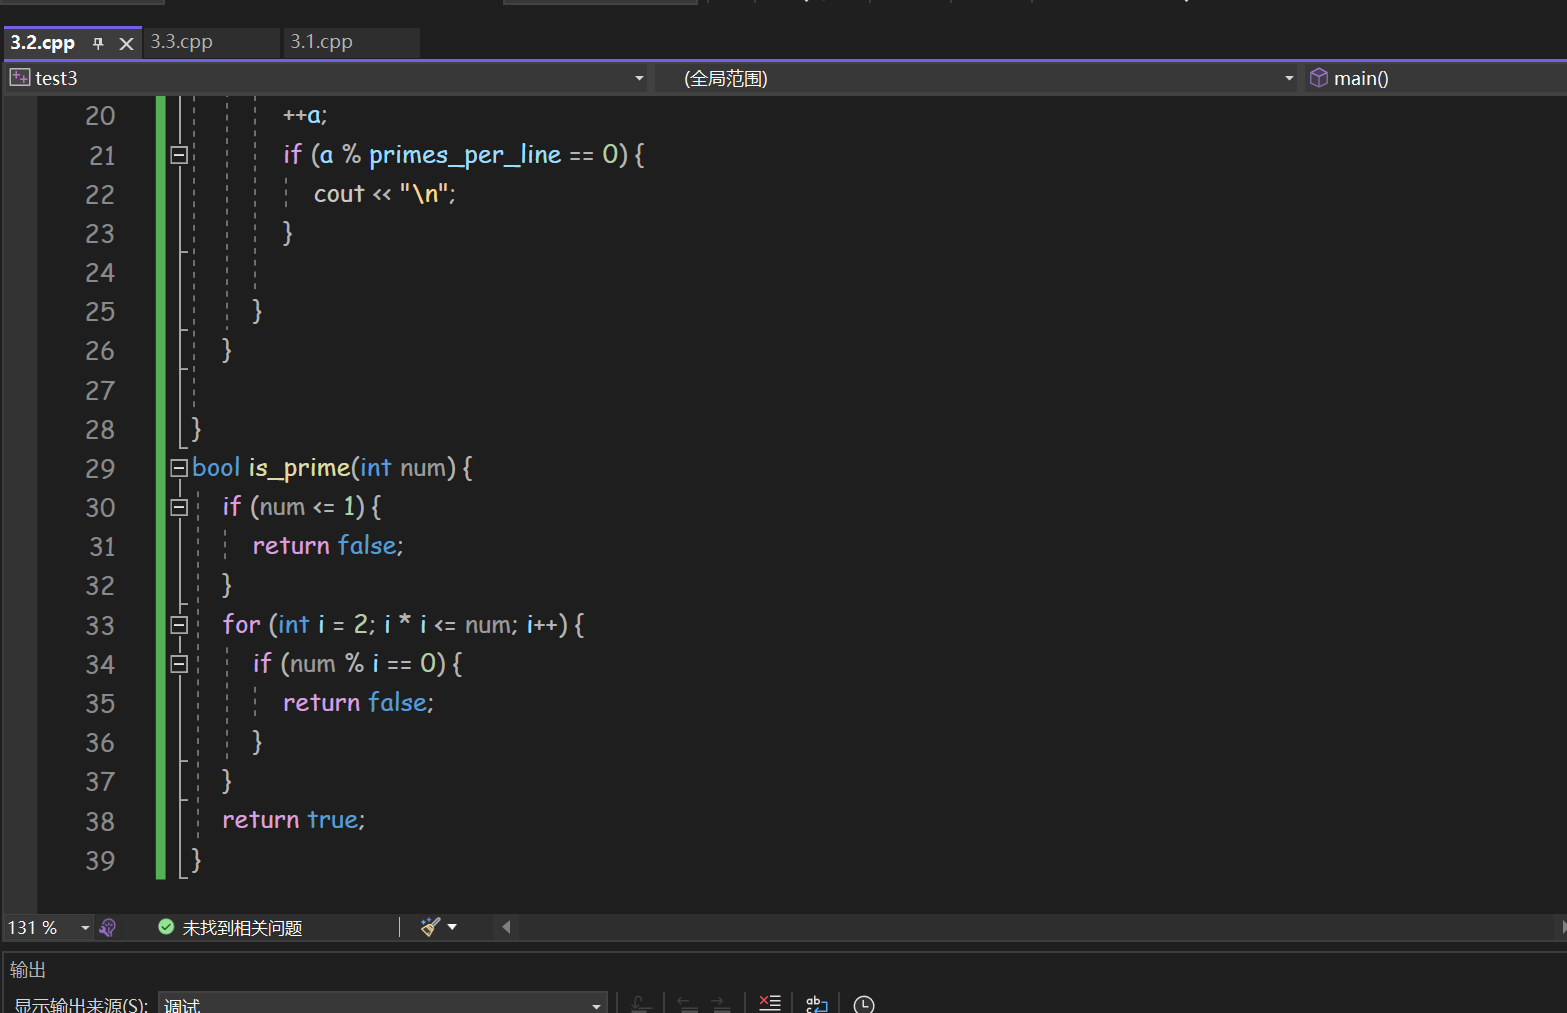 3.2.cpp 3.3.cpp 3.1.cpp
test3 (全局范围) main()
20 ++a;
21 if (a % primes_per_line == 0) {
22 cout << "\n";
23 }
24
25 }
26 }
27
28 }
29 bool is_prime(int num) {
30 if (num <= 1) {
31 return false;
32 }
33 for (int i = 2; i * i <= num; i++) {
34 if (num % i == 0) {
35 return false;
36 }
37 }
38 return true;
39 }
131 % 未找到相关问题
输出
显示输出来源(S): 调试